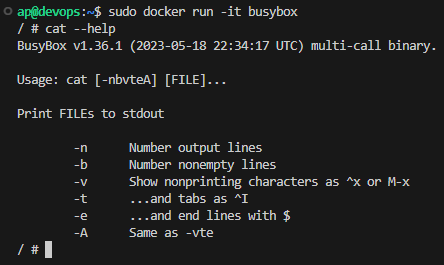 ap@devops:~$ sudo docker run -it busybox
/ # cat --help
BusyBox v1.36.1 (2023-05-18 22:34:17 UTC) multi-call binary.

Usage: cat [-nbvteA] [FILE]...

Print FILEs to stdout

        -n      Number output lines
        -b      Number nonempty lines
        -v      Show nonprinting characters as ^x or M-x
        -t      ...and tabs as ^I
        -e      ...and end lines with $
        -A      Same as -vte
/ #